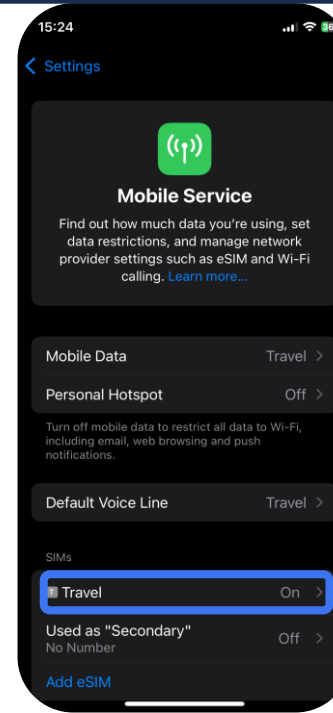 15:24
36
Settings
Mobile Service
Find out how much data you're using, set
data restrictions, and manage network
provider settings such as eSIM and Wi-Fi
calling. Learn more...
Mobile Data Travel
Personal Hotspot Off
Turn off mobile data to restrict all data to Wi-Fi,
including email, web browsing and push
notifications.
Default Voice Line Travel
SIMs
T Travel On
Used as "Secondary" Off
No Number
Add eSIM